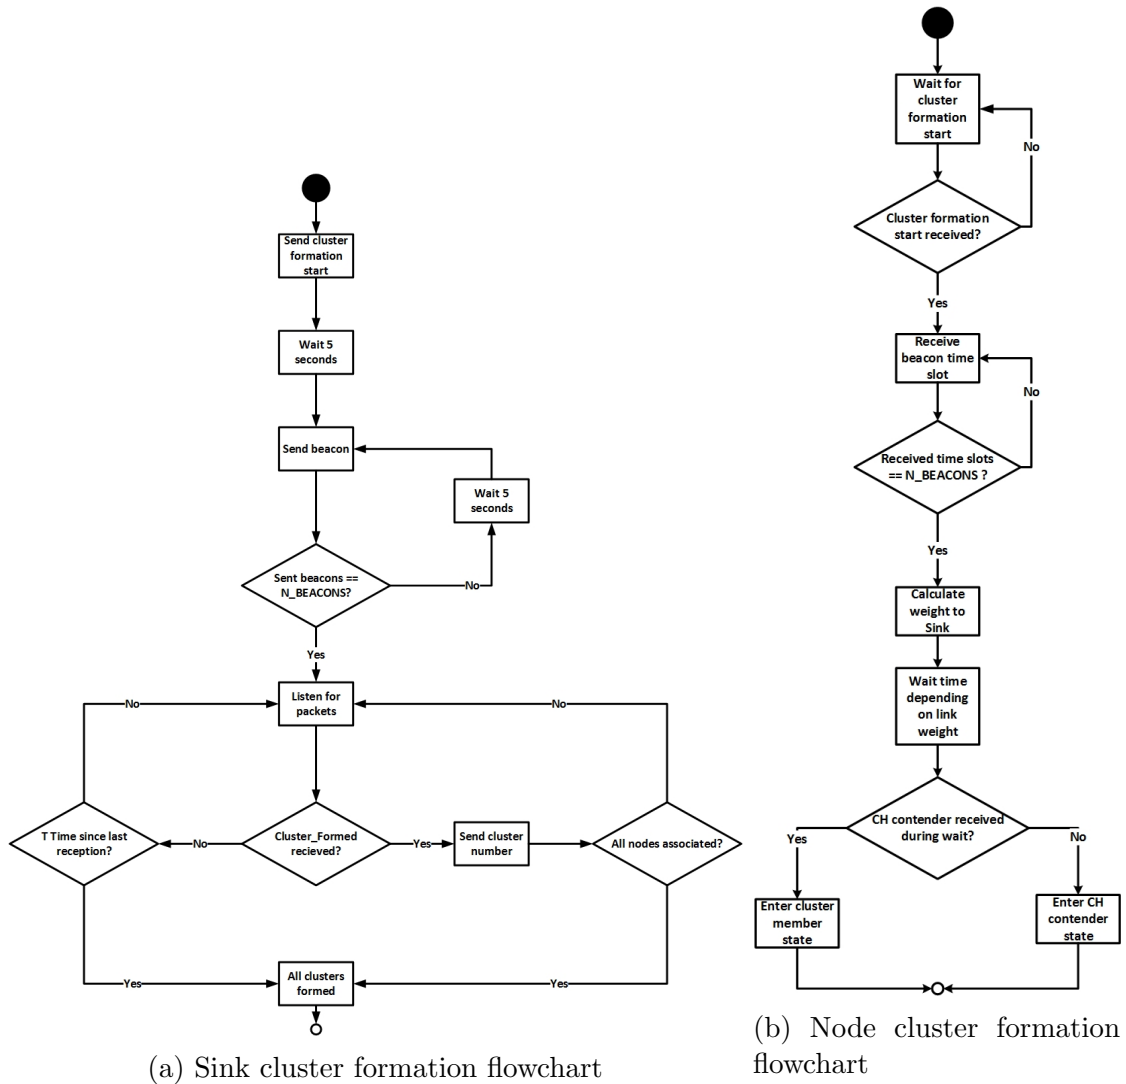 Send cluster
formation
start
Wait 5
seconds
Send beacon
Wait 5
seconds
Sent beacons ==
N_BEACONS?
No
Yes
Listen for
packets
No
No
T Time since last
reception?
No
Cluster_Formed
recieved?
Yes
Send cluster
number
All nodes associated?
Yes
All clusters
formed
Yes
(a) Sink cluster formation flowchart
Wait for
cluster
formation
start
No
Cluster formation
start received?
Yes
Receive
beacon time
slot
No
Received time slots
== N_BEACONS ?
Yes
Calculate
weight to
Sink
Wait time
depending
on link
weight
CH contender received
during wait?
Yes
No
Enter cluster
member
state
Enter CH
contender
state
(b) Node cluster formation
flowchart